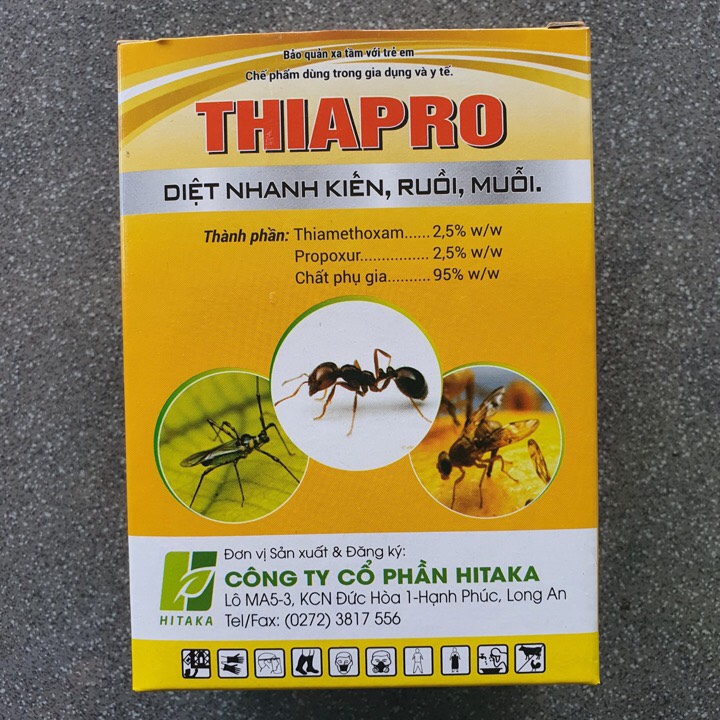 Bảo quản xa tầm với trẻ em
Chế phẩm dùng trong gia dụng và y tế.
THIAPRO
DIỆT NHANH KIẾN, RUỒI, MUỖI.
Thành phần: Thiamethoxam...... 2,5% w/w
Propoxur................ 2,5% w/w
Chất phụ gia.......... 95% w/w
Đơn vị Sản xuất & Đăng ký:
CÔNG TY CỔ PHẦN HITAKA
Lô MA5-3, KCN Đức Hòa 1-Hạnh Phúc, Long An
Tel/Fax: (0272) 3817 556
HITAKA